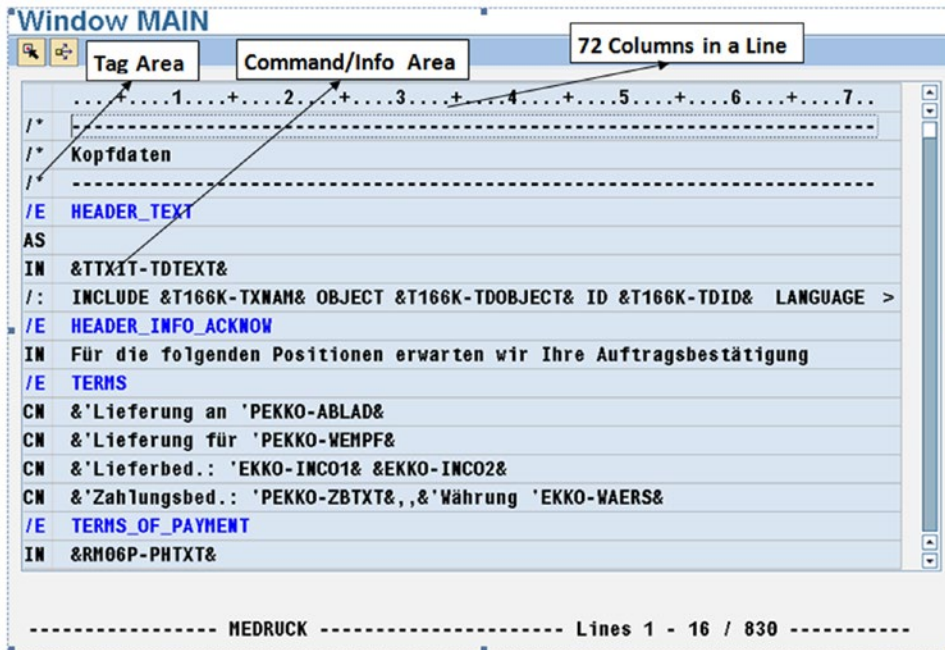 Window MAIN
Tag Area
Command/Info Area
72 Columns in a Line
....+....1....+....2....+....3....+....4....+....5....+....6....+....7..
/* ------------------------------------------------------------------------
/* Kopfdaten
/* ------------------------------------------------------------------------
/E HEADER_TEXT
AS
IN &TTXIT-TDTEXT&
/: INCLUDE &T166K-TXNAM& OBJECT &T166K-TDOBJECT& ID &T166K-TDID& LANGUAGE >
/E HEADER_INFO_ACKNOW
IN Für die folgenden Positionen erwarten wir Ihre Auftragsbestätigung
/E TERMS
CN &'Lieferung an 'PEKKO-ABLAD&
CN &'Lieferung für 'PEKKO-WEMPF&
CN &'Lieferbed.: 'EKKO-INCO1& &EKKO-INCO2&
CN &'Zahlungsbed.: 'PEKKO-ZBTXT&,,&'Währung 'EKKO-WAERS&
/E TERMS_OF_PAYMENT
IN &RM06P-PHTXT&
----------------- MEDRUCK ---------------------- Lines 1 - 16 / 830 -----------